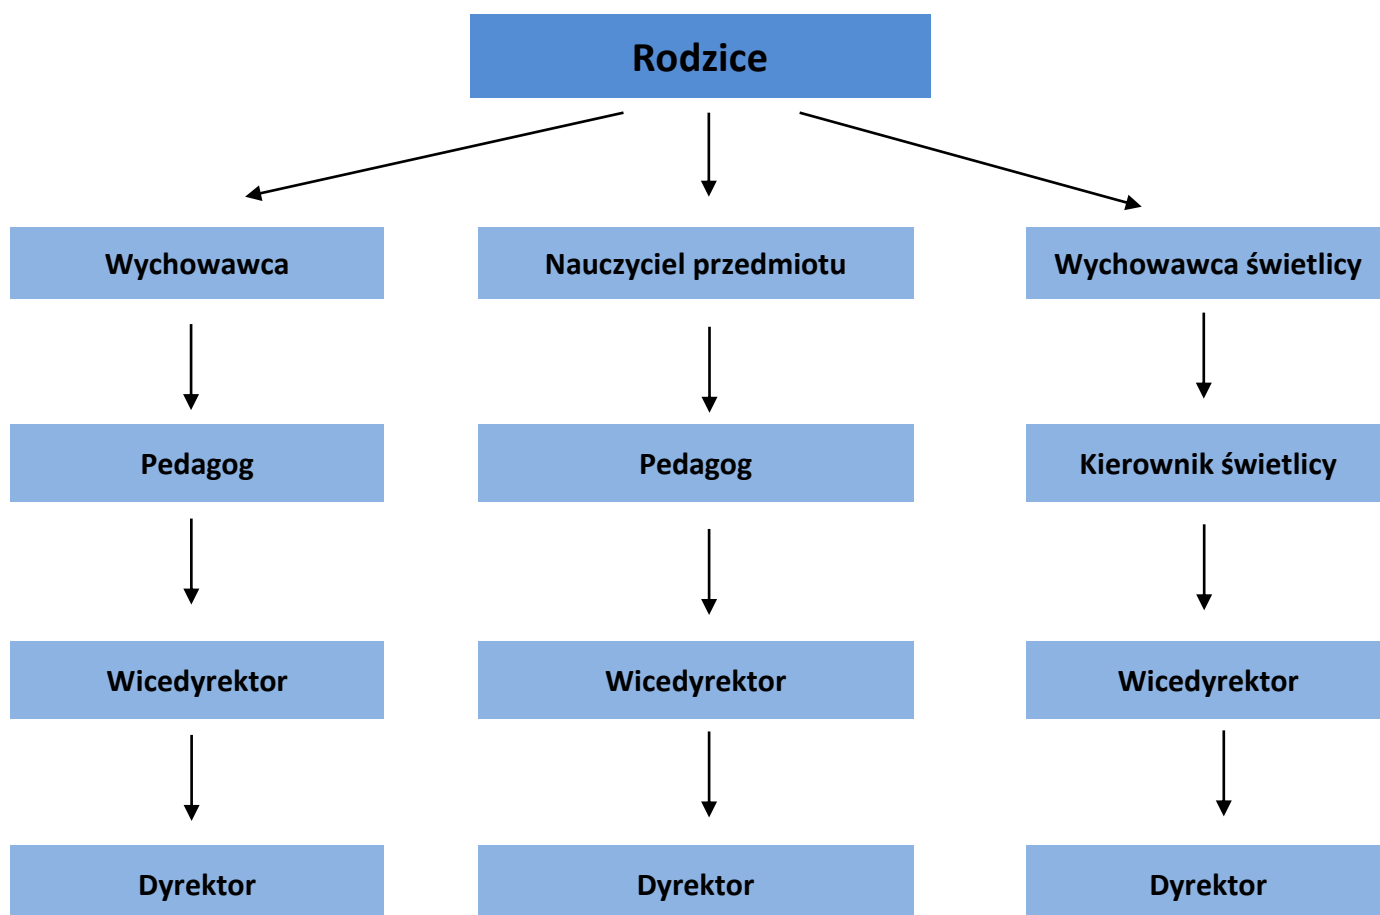 Rodzice
Wychowawca
Nauczyciel przedmiotu
Wychowawca świetlicy
Pedagog
Pedagog
Kierownik świetlicy
Wicedyrektor
Wicedyrektor
Wicedyrektor
Dyrektor
Dyrektor
Dyrektor